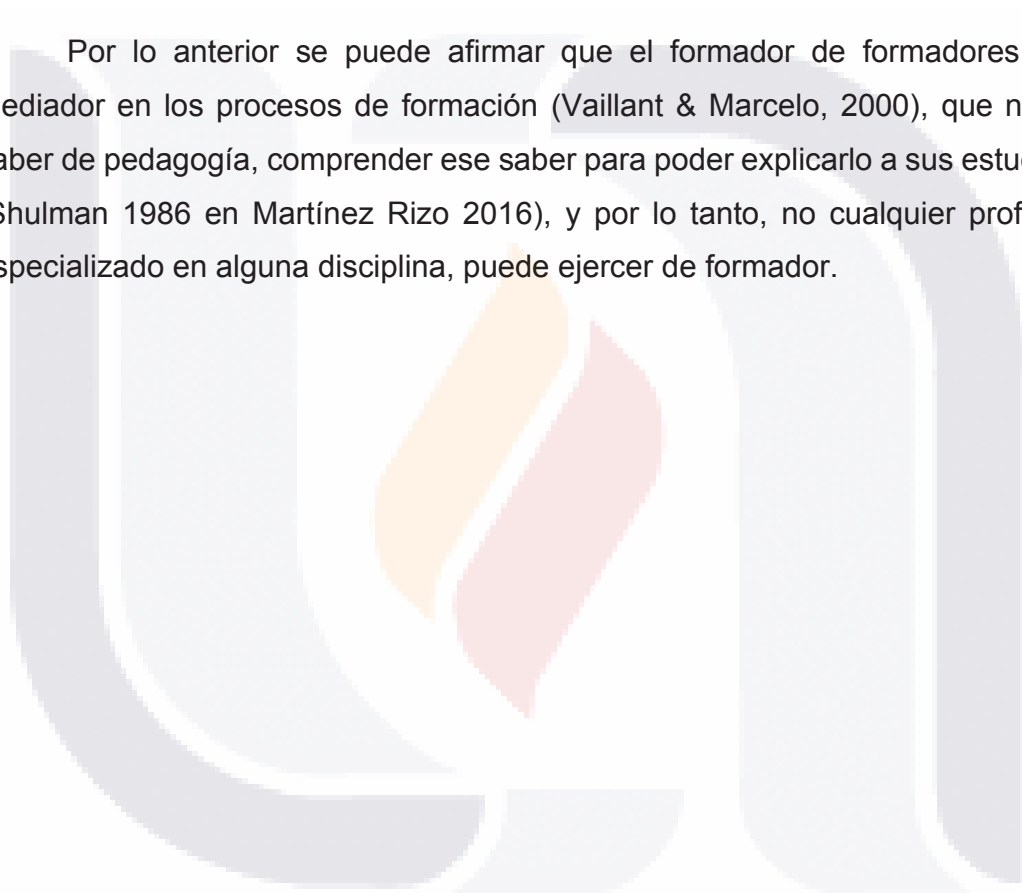 Por lo anterior se puede afirmar que el formador de formadores
ediador en los procesos de formación (Vaillant & Marcelo, 2000), que n
aber de pedagogía, comprender ese saber para poder explicarlo a sus estu
Shulman 1986 en Martínez Rizo 2016), y por lo tanto, no cualquier prof
specializado en alguna disciplina, puede ejercer de formador.